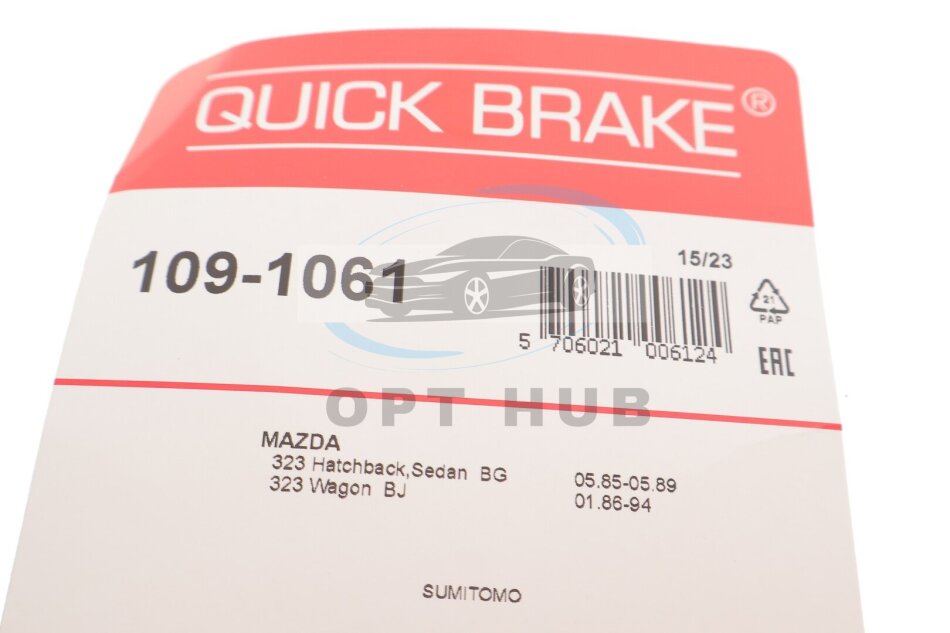 QUICK BRAKE®
109-1061
15/23
5 706021 006124
21
PAP
EAC
OPT HUB
MAZDA
323 Hatchback,Sedan BG 05.85-05.89
323 Wagon BJ 01.86-94
SUMITOMO